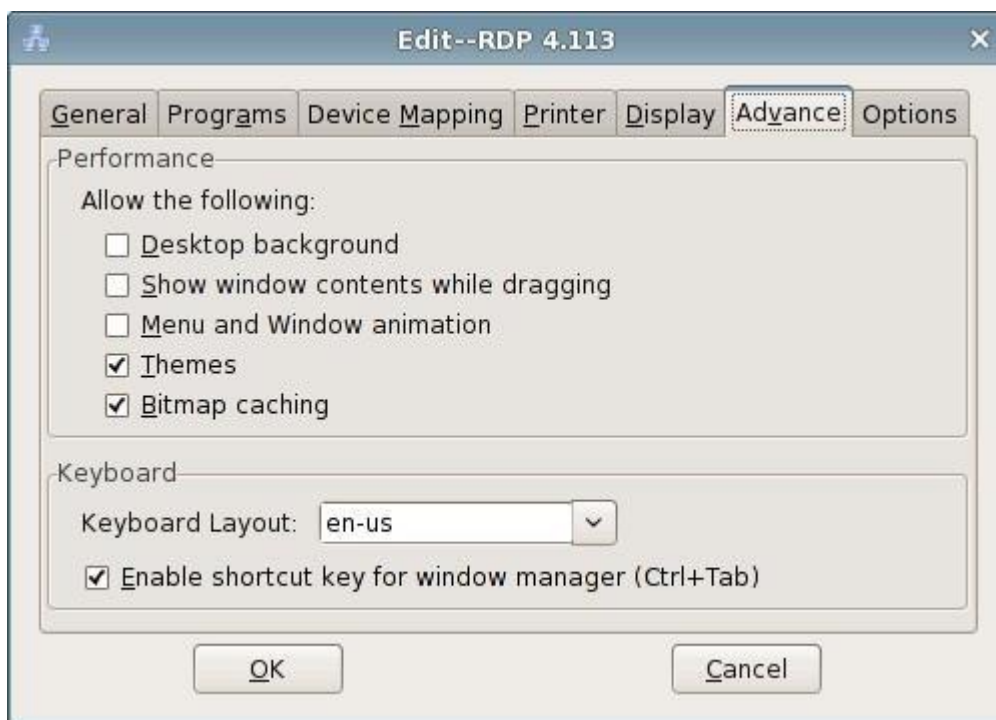 Edit--RDP 4.113
General Programs Device Mapping Printer Display Advance Options
Performance
Allow the following:
Desktop background
Show window contents while dragging
Menu and Window animation
Themes
Bitmap caching
Keyboard
Keyboard Layout: en-us
Enable shortcut key for window manager (Ctrl+Tab)
OK Cancel